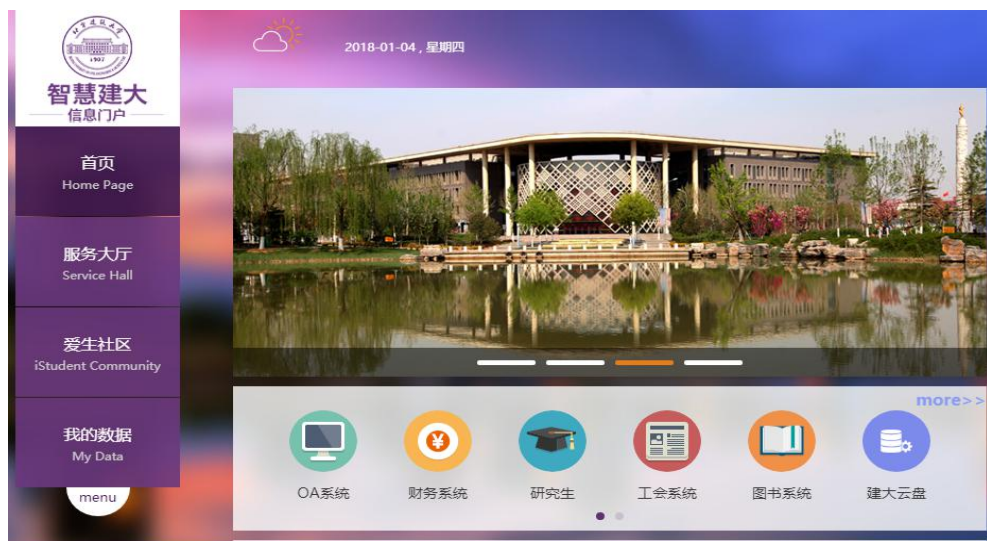 1907
智慧建大
信息门户
2018-01-04 , 星期四
首页
Home Page
服务大厅
Service Hall
爱生社区
iStudent Community
我的数据
My Data
menu
more>>
OA系统
财务系统
研究生
工会系统
图书系统
建大云盘